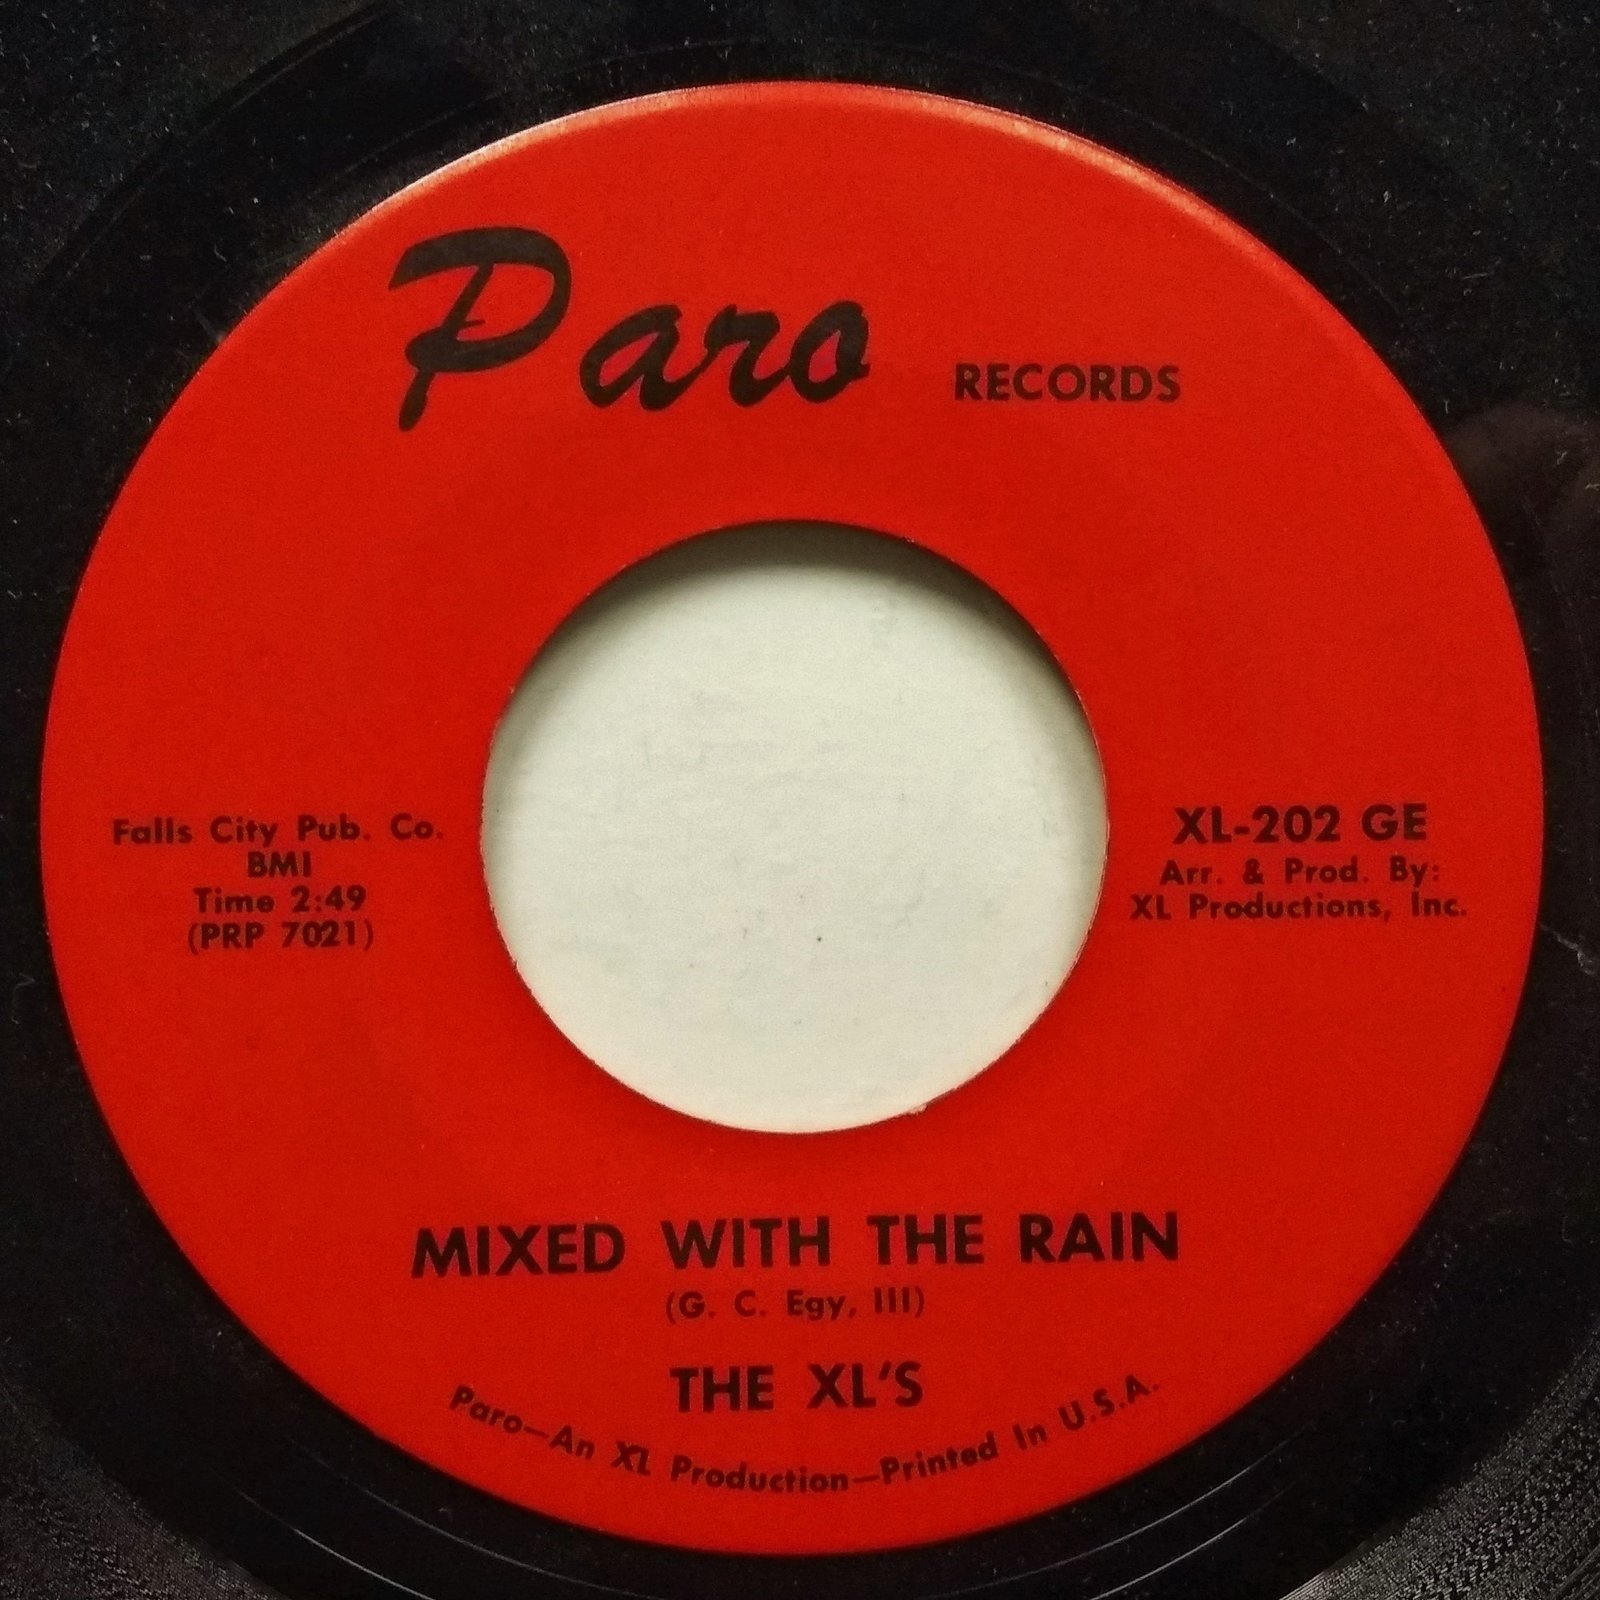 Paro RECORDS
Falls City Pub. Co.
BMI
Time 2:49
(PRP 7021)
XL-202 GE
Arr. & Prod. By:
XL Productions, Inc.
MIXED WITH THE RAIN
(G. C. Egy, III)
THE XL'S
Paro—An XL Production—Printed In U.S.A.